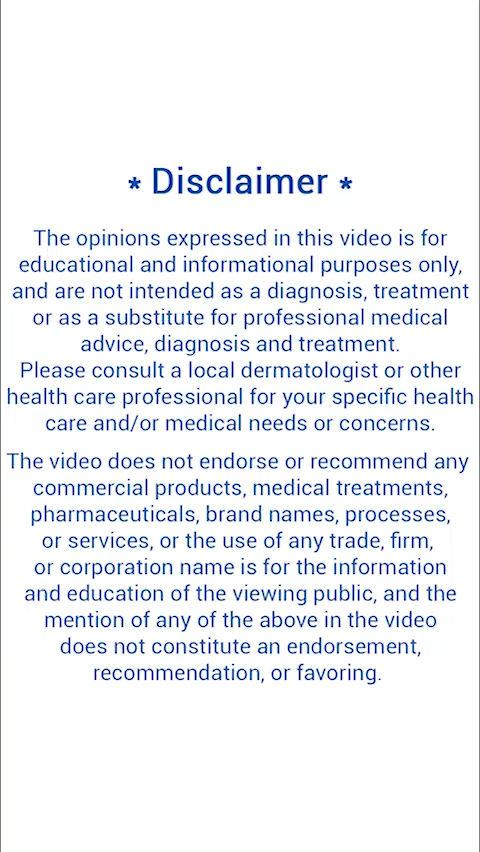 * Disclaimer *
The opinions expressed in this video is for
educational and informational purposes only,
and are not intended as a diagnosis, treatment
or as a substitute for professional medical
advice, diagnosis and treatment.
Please consult a local dermatologist or other
health care professional for your specific health
care and/or medical needs or concerns.
The video does not endorse or recommend any
commercial products, medical treatments,
pharmaceuticals, brand names, processes,
or services, or the use of any trade, firm,
or corporation name is for the information
and education of the viewing public, and the
mention of any of the above in the video
does not constitute an endorsement,
recommendation, or favoring.